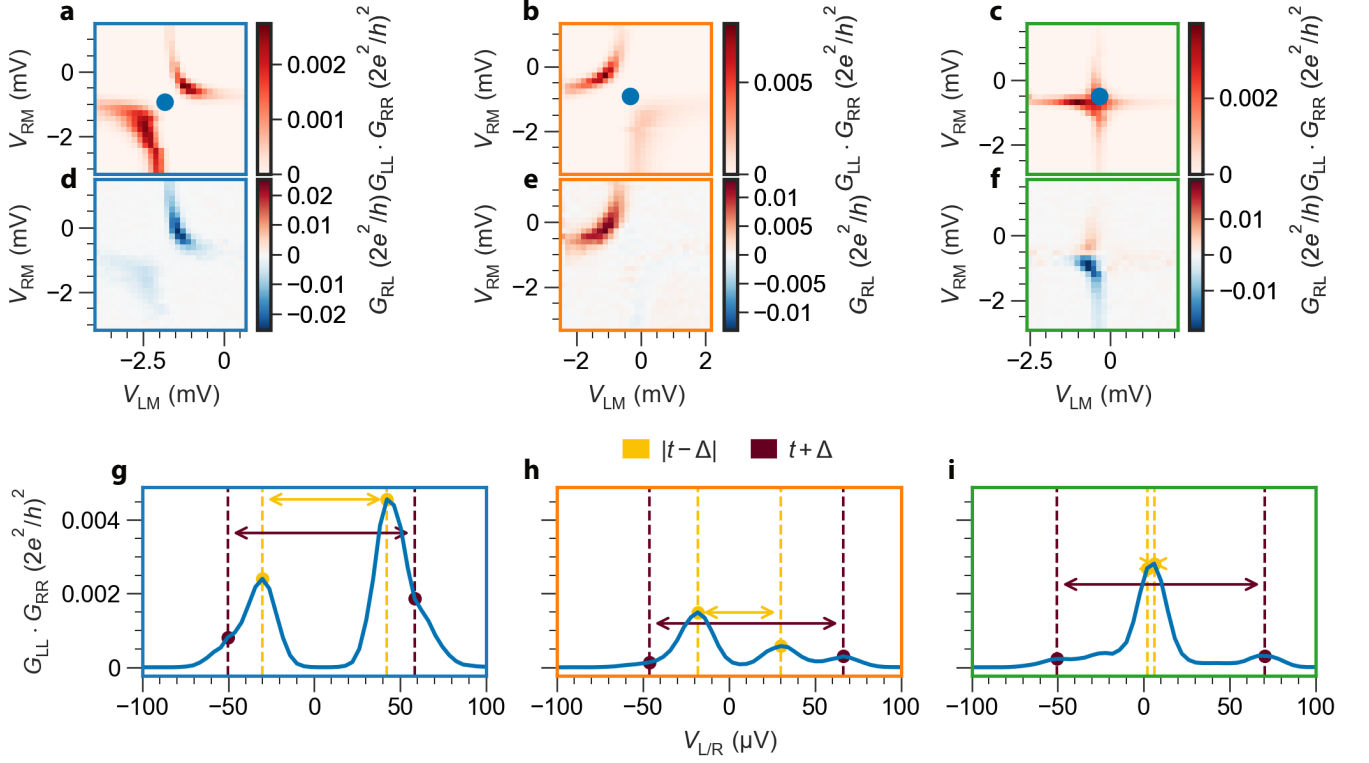 a
b
c
V_RM (mV)
0
−2
0.002
0.001
0
G_LL · G_RR (2e²/h)²
V_RM (mV)
0
−2
0.005
0
G_LL · G_RR (2e²/h)²
V_RM (mV)
0
−2
0.002
0
G_LL · G_RR (2e²/h)²
d
e
f
V_RM (mV)
0
−2
0.02
0.01
0
−0.01
−0.02
G_RL (2e²/h)
−2.5 0
V_LM (mV)
V_RM (mV)
0
−2
0.01
0.005
0
−0.005
−0.01
G_RL (2e²/h)
−2 0 2
V_LM (mV)
V_RM (mV)
0
−2
0.01
0
−0.01
G_RL (2e²/h)
−2.5 0
V_LM (mV)
|t − Δ| t + Δ
g
h
i
G_LL · G_RR (2e²/h)²
0.004
0.002
0
−100 −50 0 50 100
−100 −50 0 50 100
−100 −50 0 50 100
V_L/R (μV)